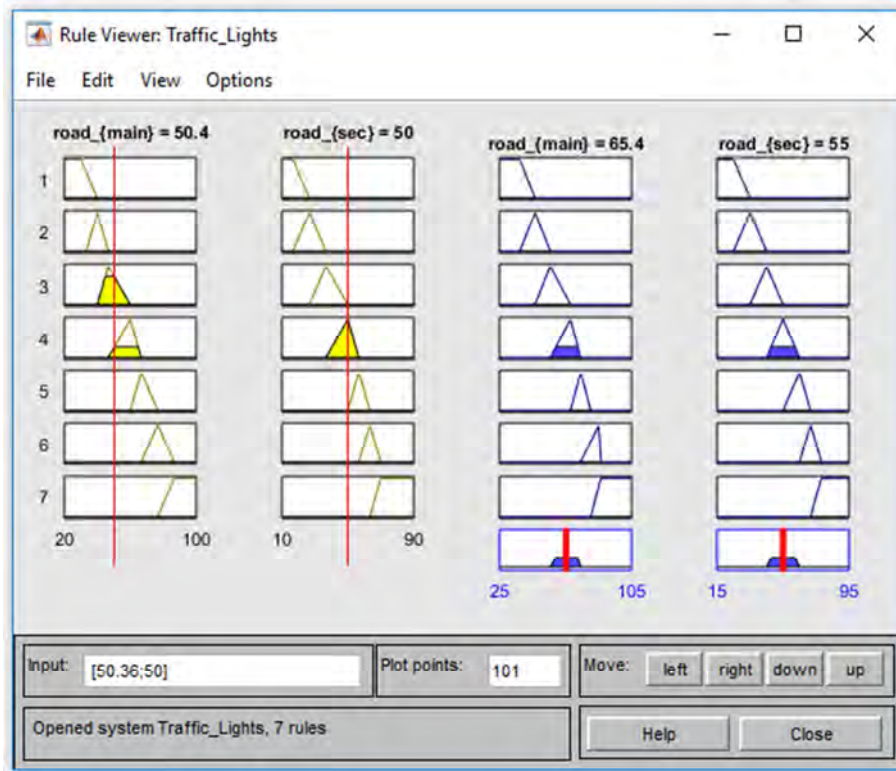 Rule Viewer: Traffic_Lights
File Edit View Options
road_{main} = 50.4 road_{sec} = 50 road_{main} = 65.4 road_{sec} = 55
1
2
3
4
5
6
7
20 100 10 90
25 105 15 95
Input: [50.36;50] Plot points: 101 Move: left right down up
Opened system Traffic_Lights, 7 rules Help Close